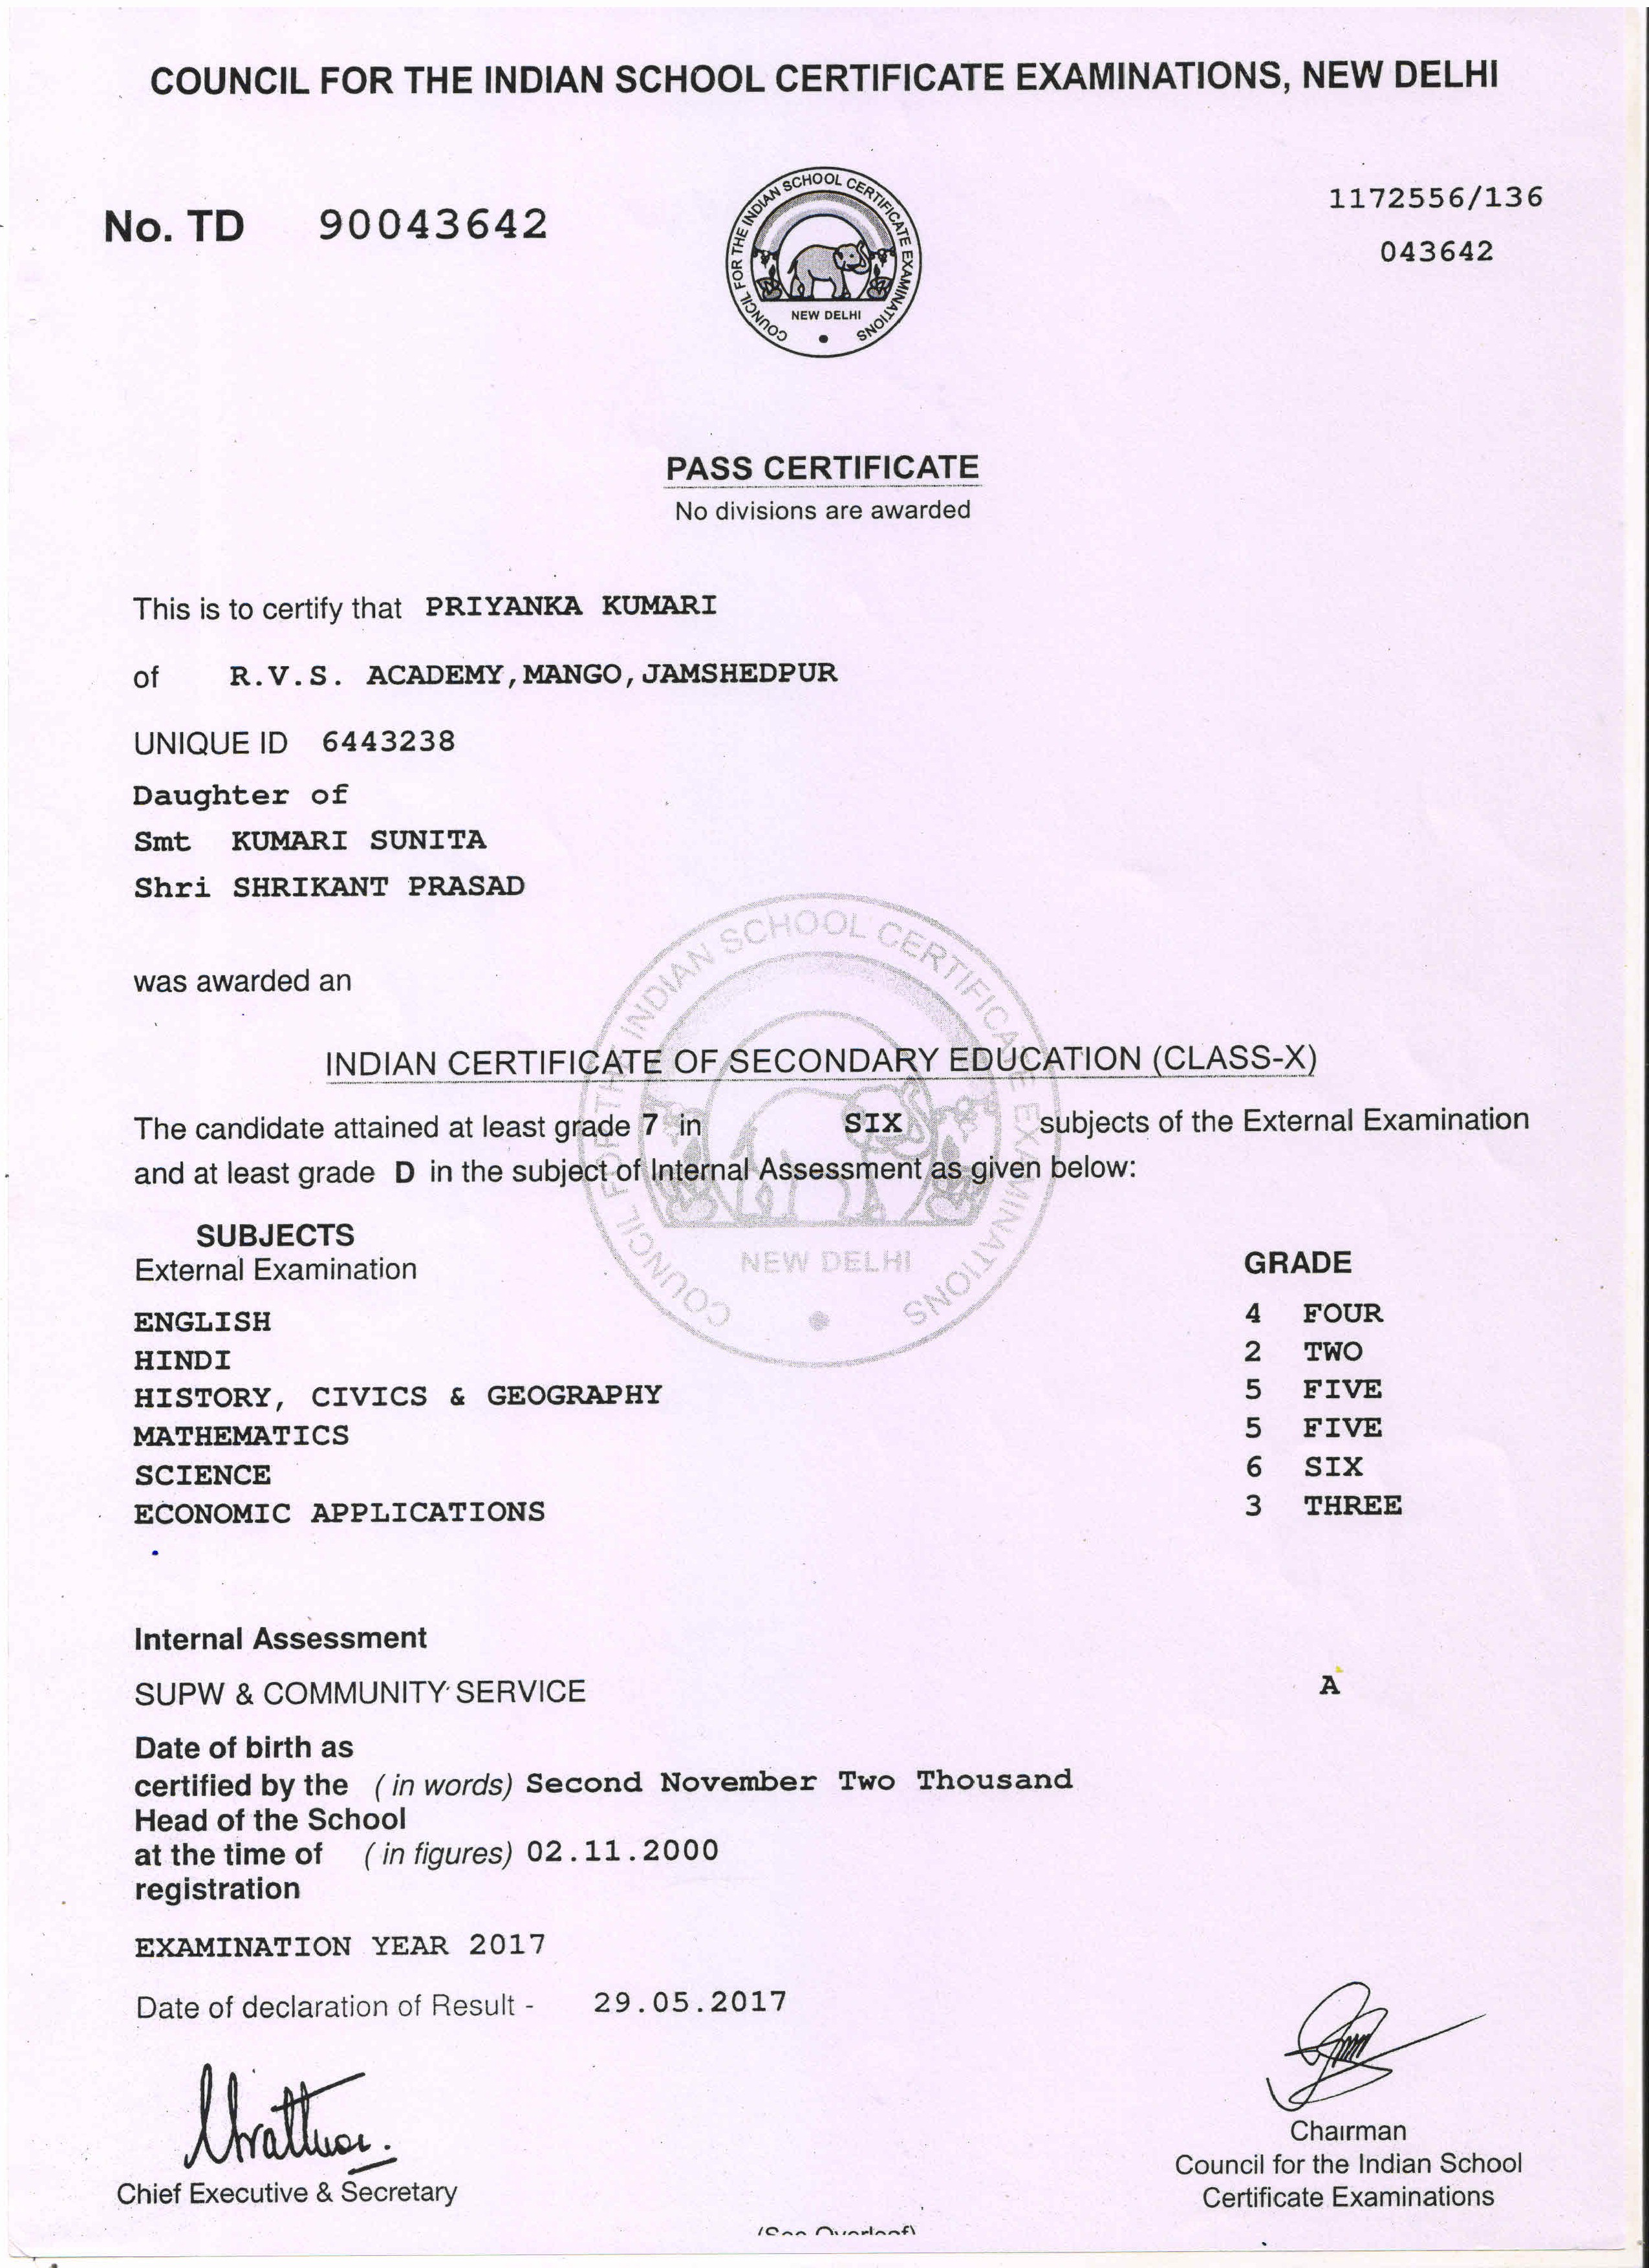 COUNCIL FOR THE INDIAN SCHOOL CERTIFICATE EXAMINATIONS, NEW DELHI
No. TD 90043642
COUNCIL FOR THE INDIAN SCHOOL CERTIFICATE EXAMINATIONS
NEW DELHI
1172556/136
043642
PASS CERTIFICATE
No divisions are awarded
This is to certify that PRIYANKA KUMARI
of R.V.S. ACADEMY,MANGO,JAMSHEDPUR
UNIQUE ID 6443238
Daughter of
Smt KUMARI SUNITA
Shri SHRIKANT PRASAD
was awarded an
INDIAN CERTIFICATE OF SECONDARY EDUCATION (CLASS-X)
The candidate attained at least grade 7 in SIX subjects of the External Examination
and at least grade D in the subject of Internal Assessment as given below:
COUNCIL FOR THE INDIAN SCHOOL CERTIFICATE EXAMINATIONS
NEW DELHI
SUBJECTS
External Examination GRADE
ENGLISH 4 FOUR
HINDI 2 TWO
HISTORY, CIVICS & GEOGRAPHY 5 FIVE
MATHEMATICS 5 FIVE
SCIENCE 6 SIX
ECONOMIC APPLICATIONS 3 THREE
Internal Assessment
SUPW & COMMUNITY SERVICE A
Date of birth as
certified by the (in words) Second November Two Thousand
Head of the School
at the time of (in figures) 02.11.2000
registration
EXAMINATION YEAR 2017
Date of declaration of Result - 29.05.2017
Chief Executive & Secretary
Chairman
Council for the Indian School
Certificate Examinations
(See Overleaf)